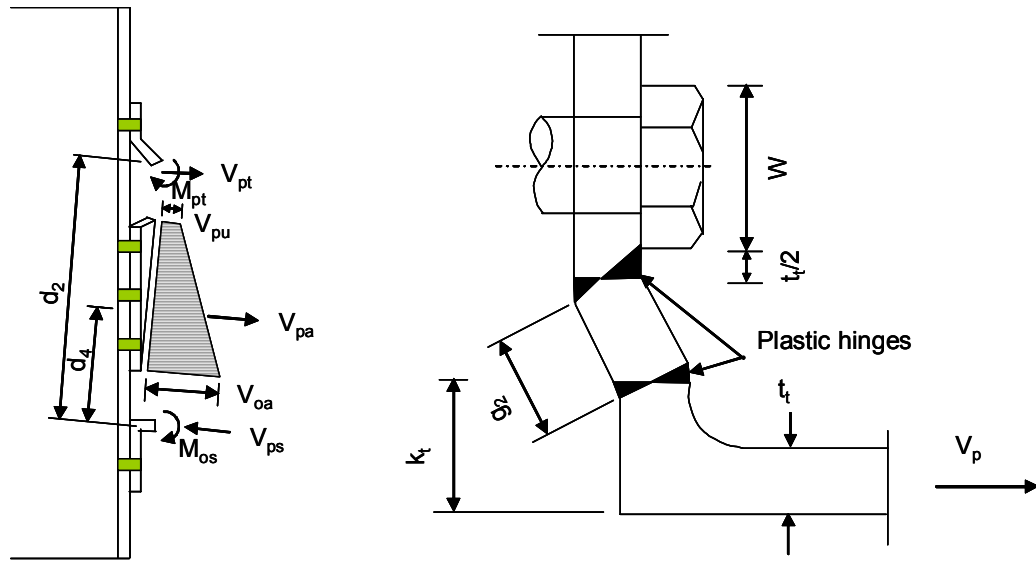 V_pt
M_pt
V_pu
d_2
d_4
V_pa
V_oa
M_os
V_ps
W
t_t/2
Plastic hinges
g_2
t_t
k_t
V_p